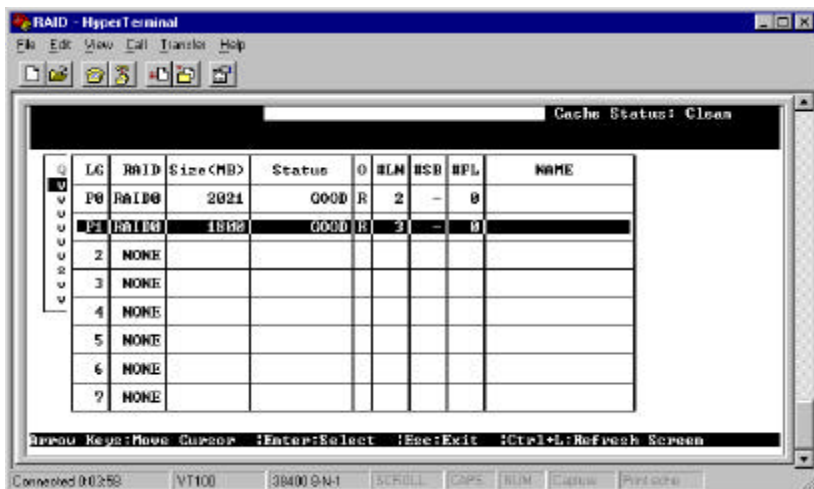 RAID - HyperTerminal
File Edit View Call Transfer Help
Cache Status: Clean
Q LG RAID Size(MB) Status O #LN #SB #FL NAME
v P0 RAID0 2021 GOOD R 2 - 0
P1 RAID0 1800 GOOD R 3 - 0
2 NONE
3 NONE
4 NONE
5 NONE
6 NONE
7 NONE
Arrow Keys:Move Cursor |Enter:Select |Esc:Exit |Ctrl+L:Refresh Screen
Connected 0:03:58 VT100 38400 8-N-1 SCROLL CAPS NUM Capture Print echo